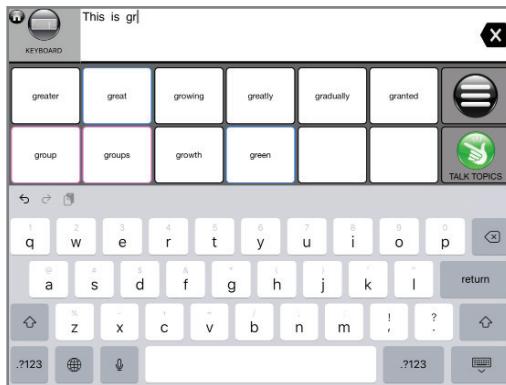 This is gr
KEYBOARD
greater great growing greatly gradually granted
group groups growth green
TALK TOPICS
1 2 3 4 5 6 7 8 9 0
q w e r t y u i o p
@ # $ & * ( ) ' "
a s d f g h j k l return
% - + = / ; : ! ?
z x c v b n m , .
.?123 .?123